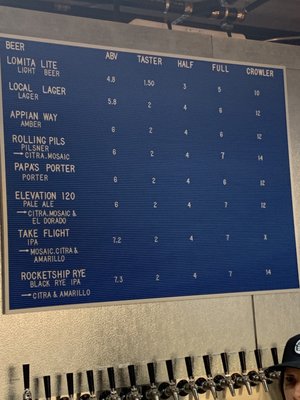 BEER ABV TASTER HALF FULL CROWLER
LOMITA LITE 4.8 1.50 3 5 10
LIGHT BEER
LOCAL LAGER 5.8 2 4 6 12
LAGER
APPIAN WAY 6 2 4 6 12
AMBER
ROLLING PILS 6 2 4 7 14
PILSNER
→ CITRA, MOSAIC
PAPA'S PORTER 6 2 4 6 12
PORTER
ELEVATION 120 6 2 4 7 12
PALE ALE
→ CITRA, MOSAIC &
EL DORADO
TAKE FLIGHT 7.2 2 4 7 X
IPA
→ MOSAIC, CITRA &
AMARILLO
ROCKETSHIP RYE 7.3 2 4 7 14
BLACK RYE IPA
→ CITRA & AMARILLO